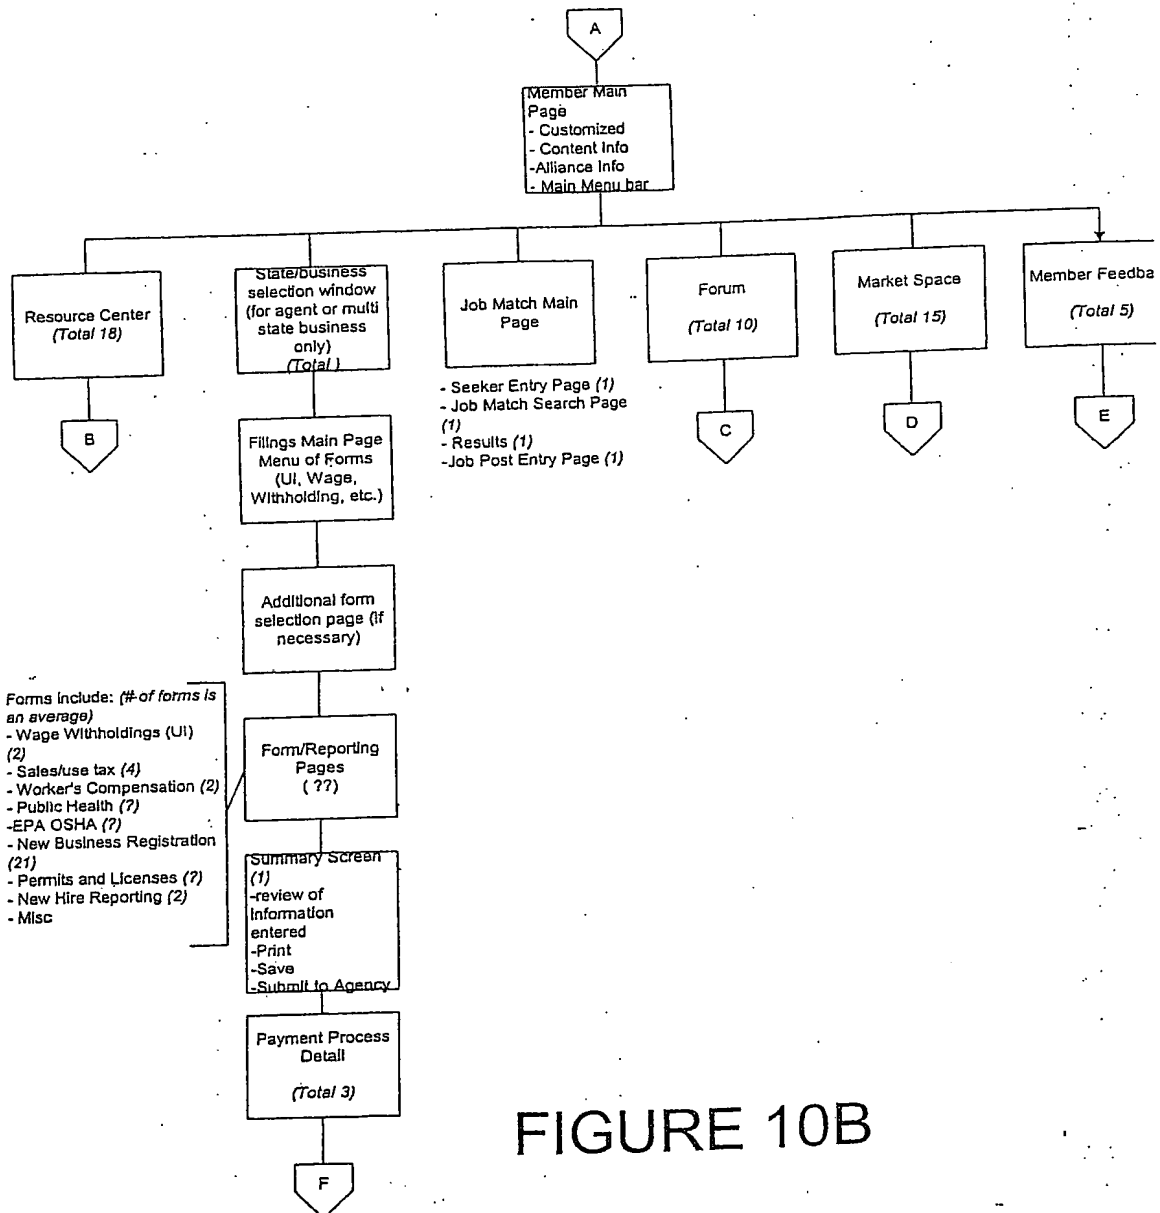 A
Member Main
Page
- Customized
- Content Info
-Alliance Info
- Main Menu bar
Resource Center
(Total 18)
B
State/business
selection window
(for agent or multi
state business
only)
(Total )
Filings Main Page
Menu of Forms
(UI, Wage,
Withholding, etc.)
Additional form
selection page (if
necessary)
Forms include: (# of forms is
an average)
- Wage Withholdings (UI)
(2)
- Sales/use tax (4)
- Worker's Compensation (2)
- Public Health (?)
-EPA OSHA (?)
- New Business Registration
(21)
- Permits and Licenses (?)
- New Hire Reporting (2)
- Misc
Form/Reporting
Pages
( ??)
Summary Screen
(1)
-review of
information
entered
-Print
-Save
-Submit to Agency
Payment Process
Detail
(Total 3)
F
Job Match Main
Page
- Seeker Entry Page (1)
- Job Match Search Page
(1)
- Results (1)
-Job Post Entry Page (1)
Forum
(Total 10)
C
Market Space
(Total 15)
D
Member Feedba
(Total 5)
E
FIGURE 10B